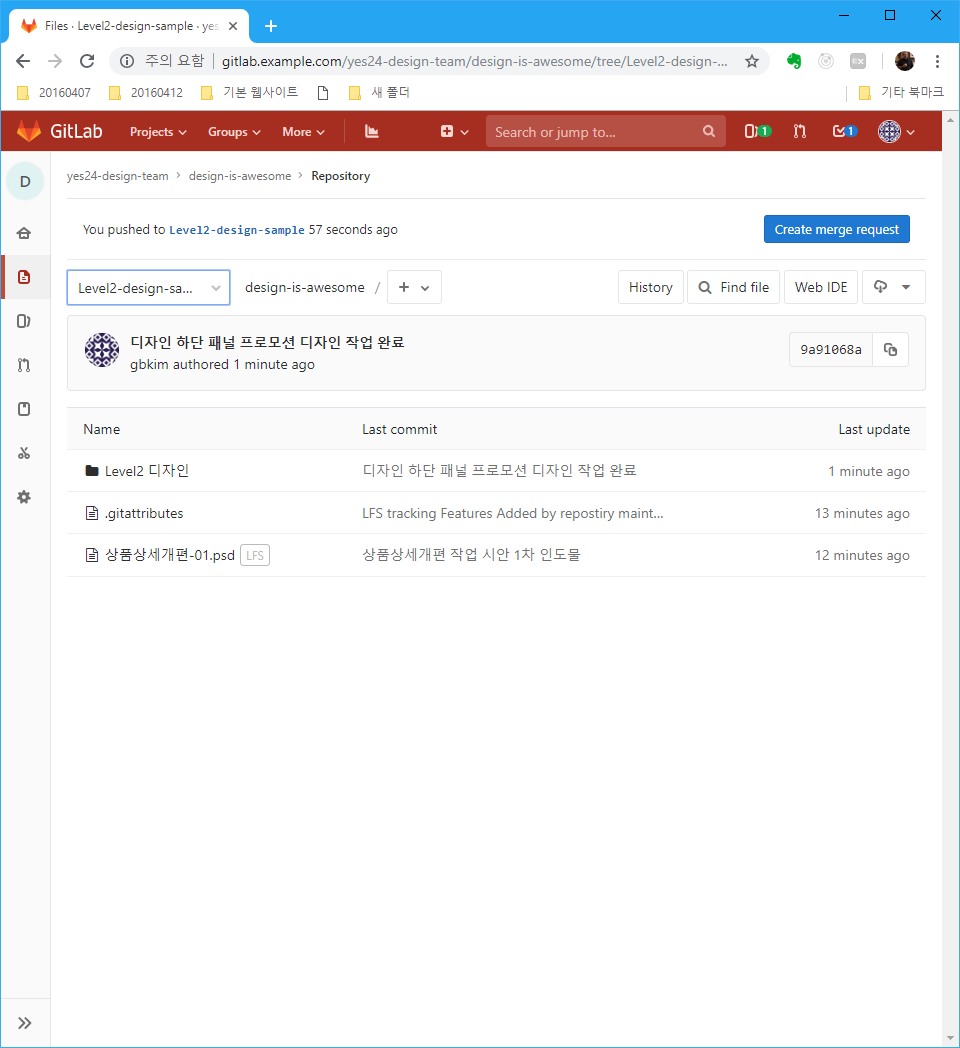 Files · Level2-design-sample · yes
주의 요함 gitlab.example.com/yes24-design-team/design-is-awesome/tree/Level2-design-...
20160407 20160412 기본 웹사이트 새 폴더 기타 북마크
GitLab Projects Groups More Search or jump to... 1 1
D
yes24-design-team › design-is-awesome › Repository
You pushed to Level2-design-sample 57 seconds ago Create merge request
Level2-design-sa... design-is-awesome / + History Find file Web IDE
디자인 하단 패널 프로모션 디자인 작업 완료
gbkim authored 1 minute ago 9a91068a
Name Last commit Last update
Level2 디자인 디자인 하단 패널 프로모션 디자인 작업 완료 1 minute ago
.gitattributes LFS tracking Features Added by repostiry maint... 13 minutes ago
상품상세개편-01.psd LFS 상품상세개편 작업 시안 1차 인도물 12 minutes ago